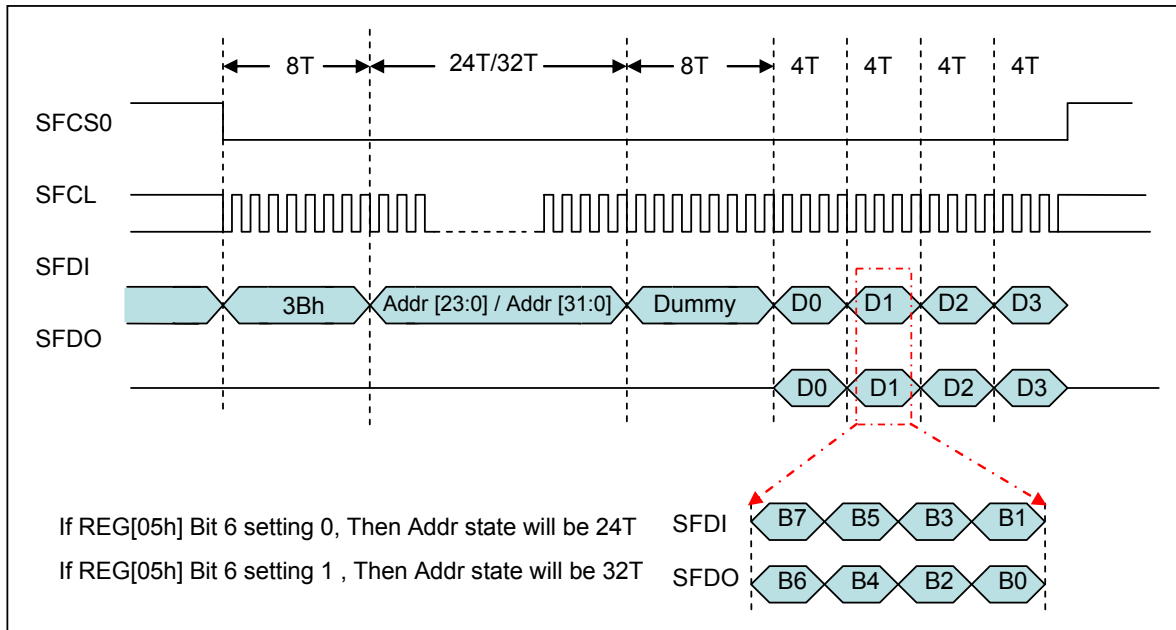 8T 24T/32T 8T 4T 4T 4T 4T
SFCS0
SFCL
SFDI
3Bh Addr [23:0] / Addr [31:0] Dummy D0 D1 D2 D3
SFDO
D0 D1 D2 D3
If REG[05h] Bit 6 setting 0, Then Addr state will be 24T
SFDI B7 B5 B3 B1
If REG[05h] Bit 6 setting 1 , Then Addr state will be 32T
SFDO B6 B4 B2 B0